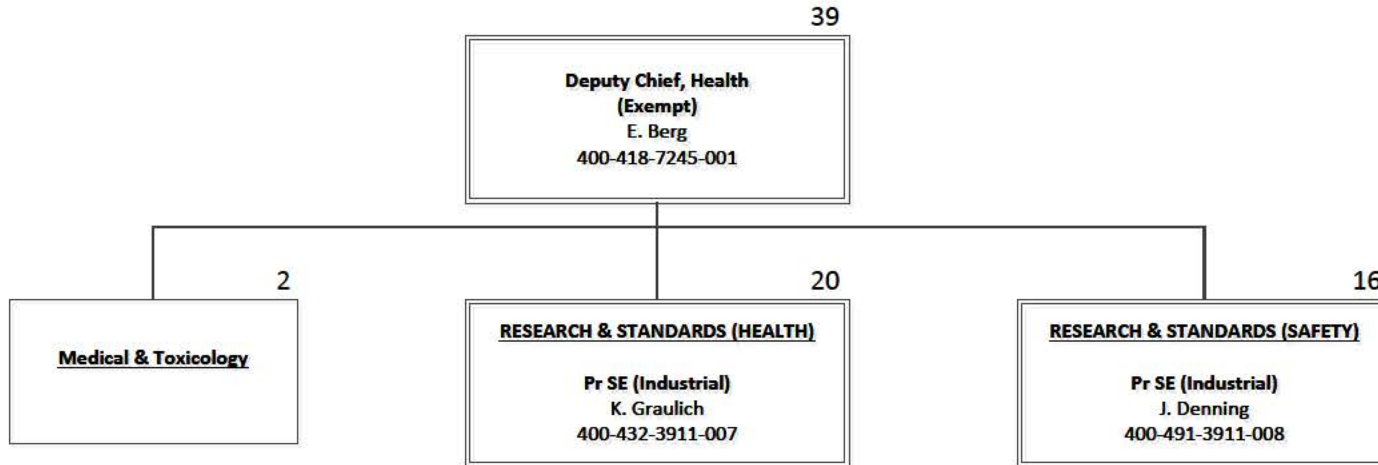 39
Deputy Chief, Health
(Exempt)
E. Berg
400-418-7245-001
2
Medical & Toxicology
20
RESEARCH & STANDARDS (HEALTH)
Pr SE (Industrial)
K. Graulich
400-432-3911-007
16
RESEARCH & STANDARDS (SAFETY)
Pr SE (Industrial)
J. Denning
400-491-3911-008